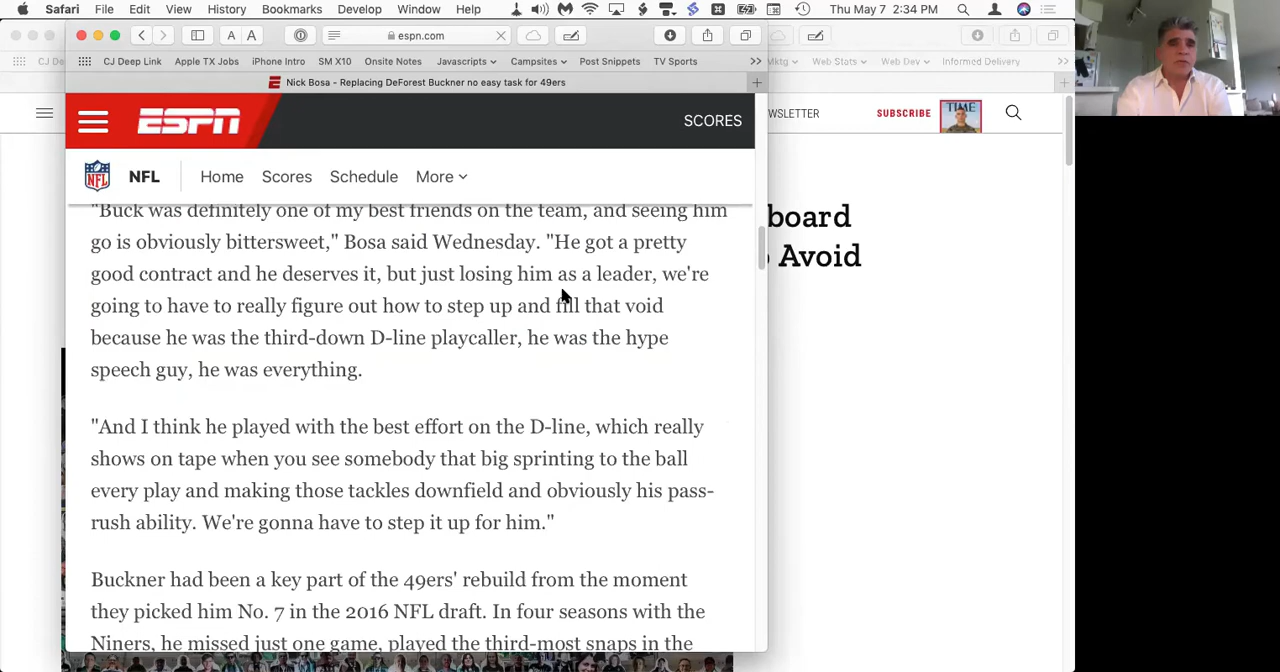 Safari File Edit View History Bookmarks Develop Window Help Thu May 7 2:34 PM
A A espn.com
CJ De CJ Deep Link Apple TX Jobs iPhone Intro SM X10 Onsite Notes Javascripts Campsites Post Snippets TV Sports >> Mktg Web Stats Web Dev Informed Delivery >>
Nick Bosa - Replacing DeForest Buckner no easy task for 49ers
ESPN SCORES WSLETTER SUBSCRIBE TIME
NFL NFL Home Scores Schedule More
board
Avoid
"Buck was definitely one of my best friends on the team, and seeing him
go is obviously bittersweet," Bosa said Wednesday. "He got a pretty
good contract and he deserves it, but just losing him as a leader, we're
going to have to really figure out how to step up and fill that void
because he was the third-down D-line playcaller, he was the hype
speech guy, he was everything.
"And I think he played with the best effort on the D-line, which really
shows on tape when you see somebody that big sprinting to the ball
every play and making those tackles downfield and obviously his pass-
rush ability. We're gonna have to step it up for him."
Buckner had been a key part of the 49ers' rebuild from the moment
they picked him No. 7 in the 2016 NFL draft. In four seasons with the
Niners, he missed just one game, played the third-most snaps in the